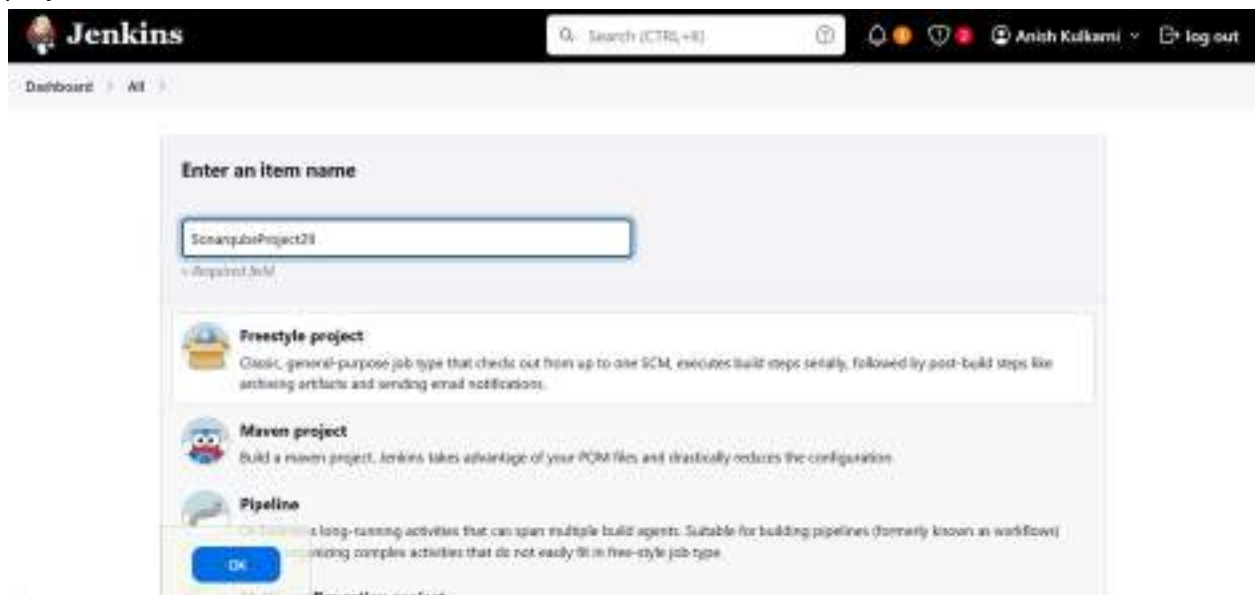 Jenkins
Search (CTRL+K)
Anish Kulkarni
log out
Dashboard
All
Enter an item name
SonarqubeProject
» Required field
Freestyle project
Classic, general-purpose job type that checks out from up to one SCM, executes build steps serially, followed by post-build steps like
archiving artifacts and sending email notifications.
Maven project
Build a maven project. Jenkins takes advantage of your POM files and drastically reduces the configuration.
Pipeline
long-running activities that can span multiple build agents. Suitable for building pipelines (formerly known as workflows)
organizing complex activities that do not easily fit in free-style job type.
OK
project